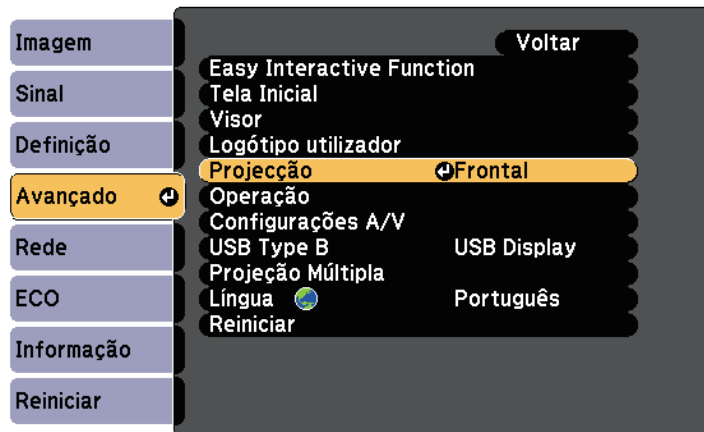 Imagem
Sinal
Definição
Avançado
Rede
ECO
Informação
Reiniciar
Voltar
Easy Interactive Function
Tela Inicial
Visor
Logótipo utilizador
Projecção Frontal
Operação
Configurações A/V
USB Type B USB Display
Projeção Múltipla
Língua Português
Reiniciar